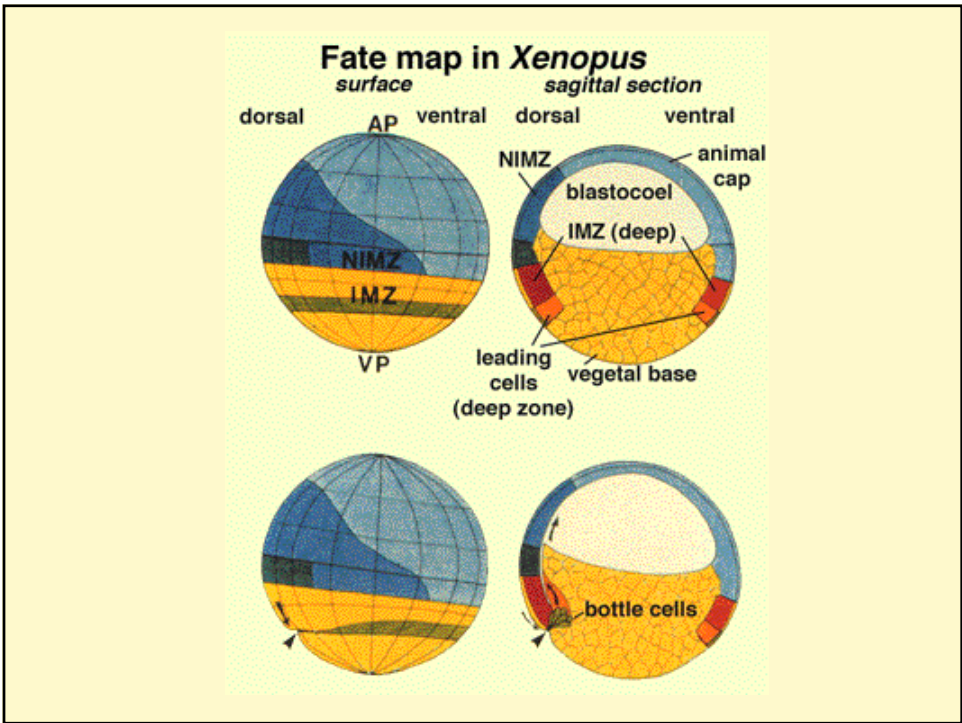 Fate map in Xenopus
surface sagittal section
dorsal AP ventral dorsal ventral
NIMZ animal cap
blastocoel
IMZ (deep)
NIMZ
IMZ
VP
leading cells (deep zone)
vegetal base
bottle cells